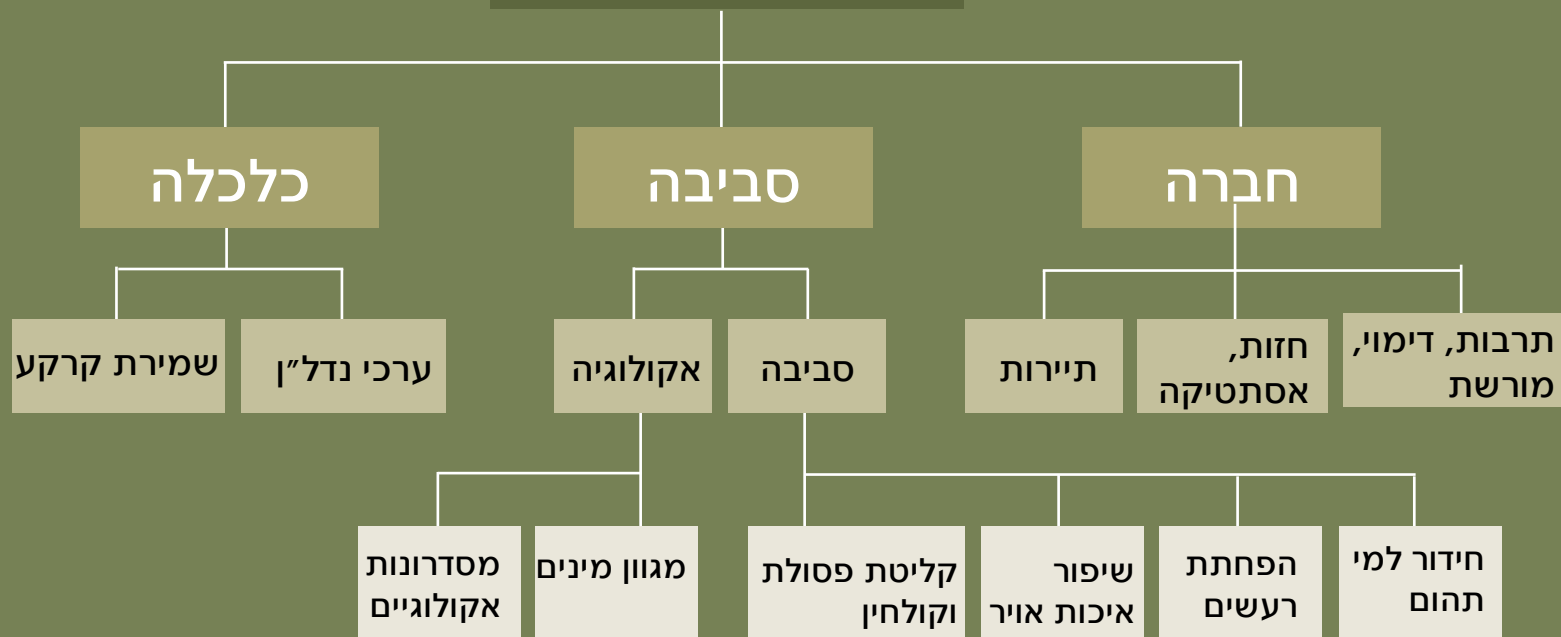 חברה
סביבה
כלכלה
תרבות, דימוי,
מורשת
חזות,
אסתטיקה
תיירות
סביבה
אקולוגיה
ערכי נדל״ן
שמירת קרקע
חידור למי
תהום
הפחתת
רעשים
שיפור
איכות אויר
קליטת פסולת
וקולחין
מגוון מינים
מסדרונות
אקולוגיים